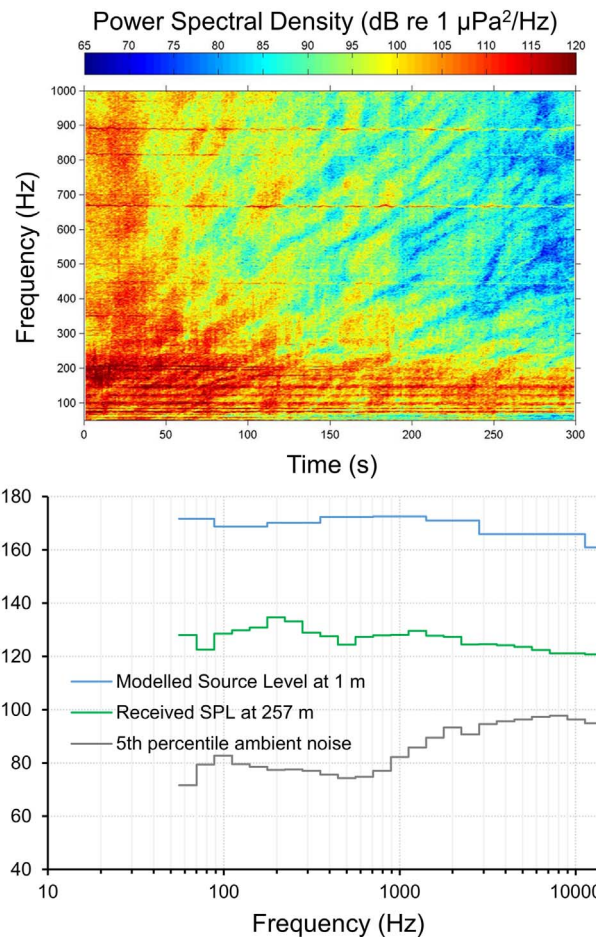 Power Spectral Density (dB re 1 µPa²/Hz)
65 70 75 80 85 90 95 100 105 110 115 120
1000
900
800
700
600
500
400
300
200
100
Frequency (Hz)
0 50 100 150 200 250 300
Time (s)
180
160
140
120
100
80
60
40
Modelled Source Level at 1 m
Received SPL at 257 m
5th percentile ambient noise
10 100 1000 10000
Frequency (Hz)